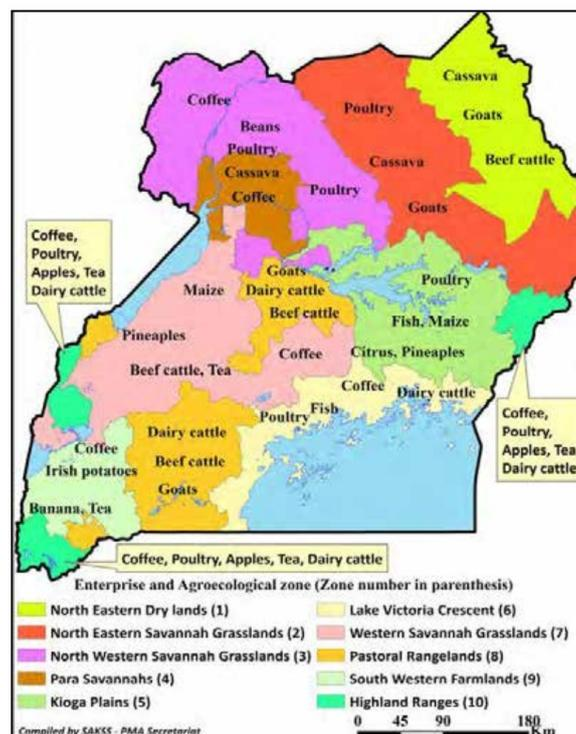 Coffee
Cassava
Poultry
Goats
Beans
Poultry
Beef cattle
Cassava
Cassava
Poultry
Coffee
Goats
Coffee,
Poultry,
Apples, Tea
Dairy cattle
Goats
Poultry
Maize
Dairy cattle
Beef cattle
Fish, Maize
Pineaples
Coffee
Citrus, Pineaples
Beef cattle, Tea
Coffee
Dairy cattle
Poultry
Fish
Coffee,
Poultry,
Apples, Tea
Dairy cattle
Dairy cattle
Coffee
Irish potatoes
Beef cattle
Goats
Banana, Tea
Coffee, Poultry, Apples, Tea, Dairy cattle
Enterprise and Agroecological zone (Zone number in parenthesis)
North Eastern Dry lands (1)
North Eastern Savannah Grasslands (2)
North Western Savannah Grasslands (3)
Para Savannahs (4)
Kioga Plains (5)
Lake Victoria Crescent (6)
Western Savannah Grasslands (7)
Pastoral Rangelands (8)
South Western Farmlands (9)
Highland Ranges (10)
Compiled by SAKSS - PMA Secretariat
0 45 90 180
Km